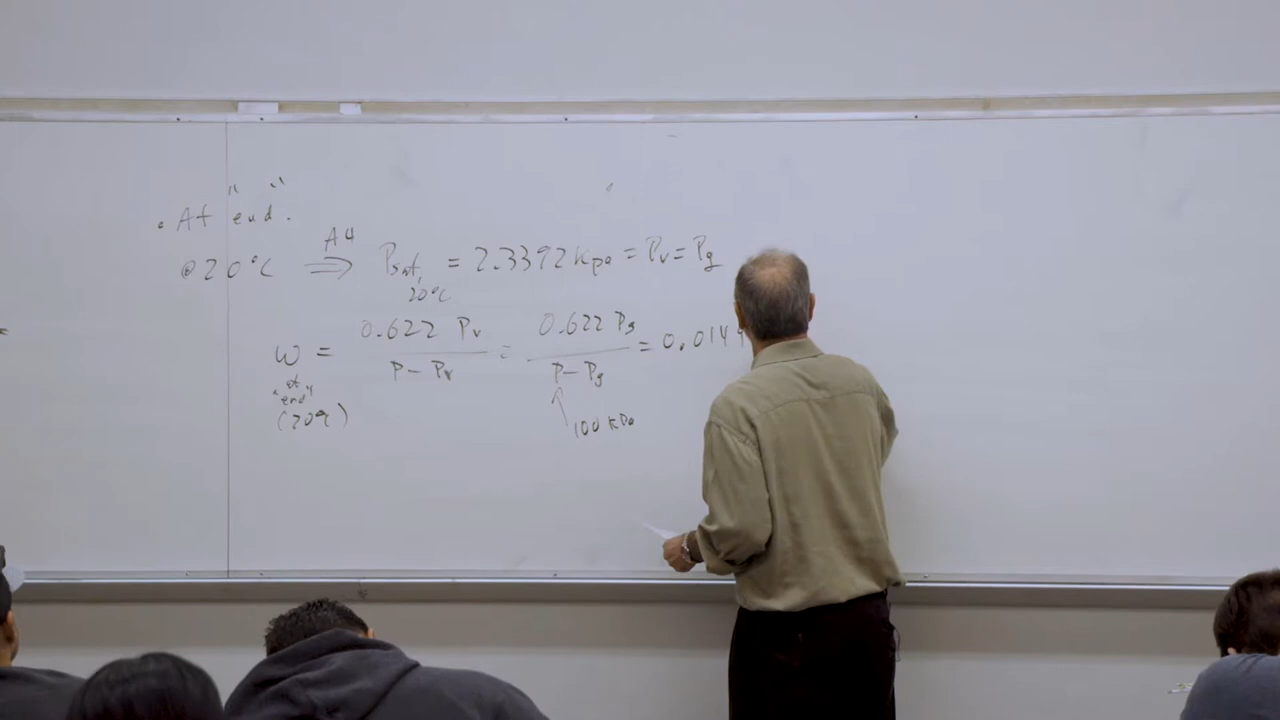 • At "end".
@20°C ⇒ A4 Psat, 20°C = 2.3392 kPa = Pv = Pg
ω at "end" (20°C) = 0.622 Pv / P - Pv = 0.622 Pg / P - Pg = 0.014
100 kPa